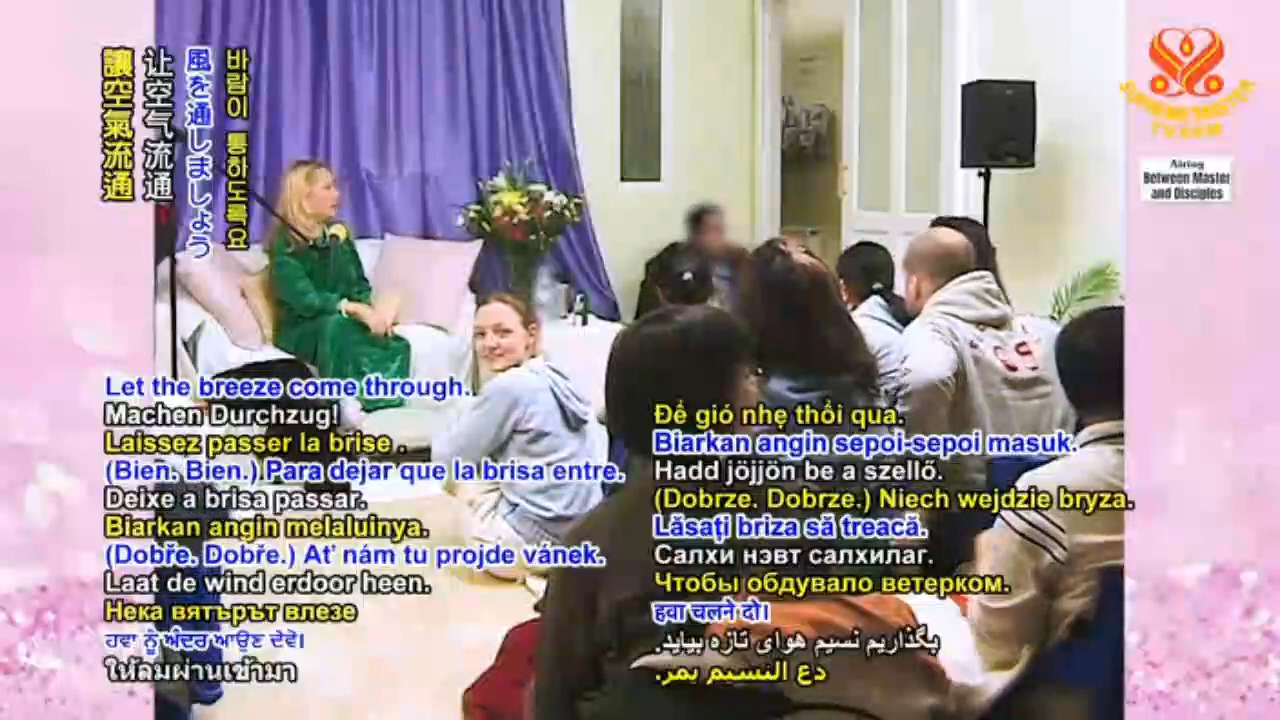 讓空氣流通
让空气流通
風を通しましょう
바람이 통하도록요
SUPREME MASTER
TV.COM
Airing
Between Master
and Disciples
Let the breeze come through.
Machen Durchzug!
Laissez passer la brise .
(Bien. Bien.) Para dejar que la brisa entre.
Deixe a brisa passar.
Biarkan angin melaluinya.
(Dobře. Dobře.) Ať nám tu projde vánek.
Laat de wind erdoor heen.
Нека вятърът влезе
ਹਵਾ ਨੂੰ ਅੰਦਰ ਆਉਣ ਦੇਵੋ।
ให้ลมผ่านเข้ามา
Để gió nhẹ thổi qua.
Biarkan angin sepoi-sepoi masuk.
Hadd jöjjön be a szellő.
(Dobrze. Dobrze.) Niech wejdzie bryza.
Lăsaţi briza să treacă.
Салхи нэвт салхилаг.
Чтобы обдувало ветерком.
हवा चलने दो।
بگذاریم نسیم هوای تازه بیاید.
دع النسيم يمر.